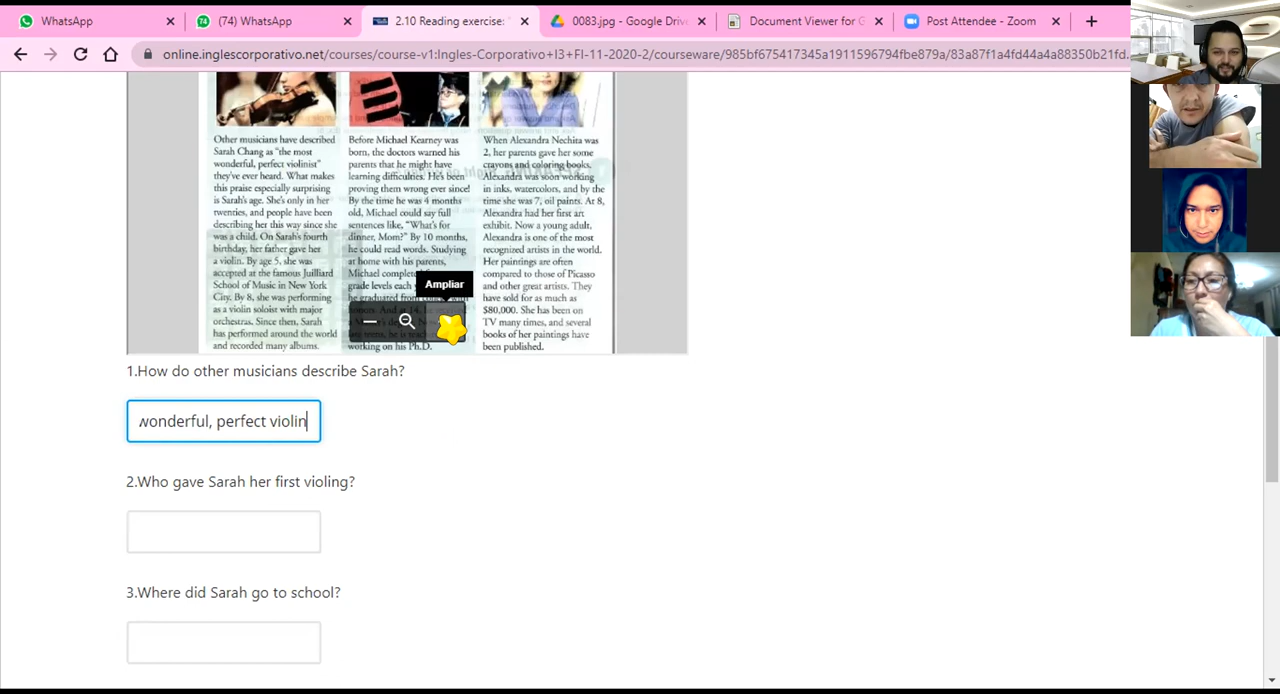 WhatsApp
74
(74) WhatsApp
2.10 Reading exercise:
0083.jpg - Google Drive
Document Viewer for G
Post Attendee - Zoom
online.inglescorporativo.net/courses/course-v1:Ingles-Corporativo+I3+FI-11-2020-2/courseware/985bf675417345a1911596794fbe879a/83a87f1a4fd44a4a88350b21fd
Other musicians have described
Sarah Chang as "the most
wonderful, perfect violinist"
they've ever heard. What makes
this praise especially surprising
is Sarah's age. She's only in her
twenties, and people have been
describing her this way since she
was a child. On Sarah's fourth
birthday, her father gave her
a violin. By age 5, she was
accepted at the famous Juilliard
School of Music in New York
City. By 8, she was performing
as a violin soloist with major
orchestras. Since then, Sarah
has performed around the world
and recorded many albums.
Before Michael Kearney was
born, the doctors warned his
parents that he might have
learning difficulties. He's been
proving them wrong ever since!
By the time he was 4 months
old, Michael could say full
sentences like, "What's for
dinner, Mom?" By 10 months,
he could read words. Studying
at home with his parents,
Michael complete
grade levels each
he graduated from
working on his Ph.D.
When Alexandra Nechita was
2, her parents gave her some
crayons and coloring books.
Alexandra was soon working
in inks, watercolors, and by the
time she was 7, oil paints. At 8,
Alexandra had her first art
exhibit. Now a young adult,
Alexandra is one of the most
recognized artists in the world.
Her paintings are often
compared to those of Picasso
and other great artists. They
have sold for as much as
$80,000. She has been on
TV many times, and several
books of her paintings have
been published.
Ampliar
1.How do other musicians describe Sarah?
wonderful, perfect violin
2.Who gave Sarah her first violing?
3.Where did Sarah go to school?